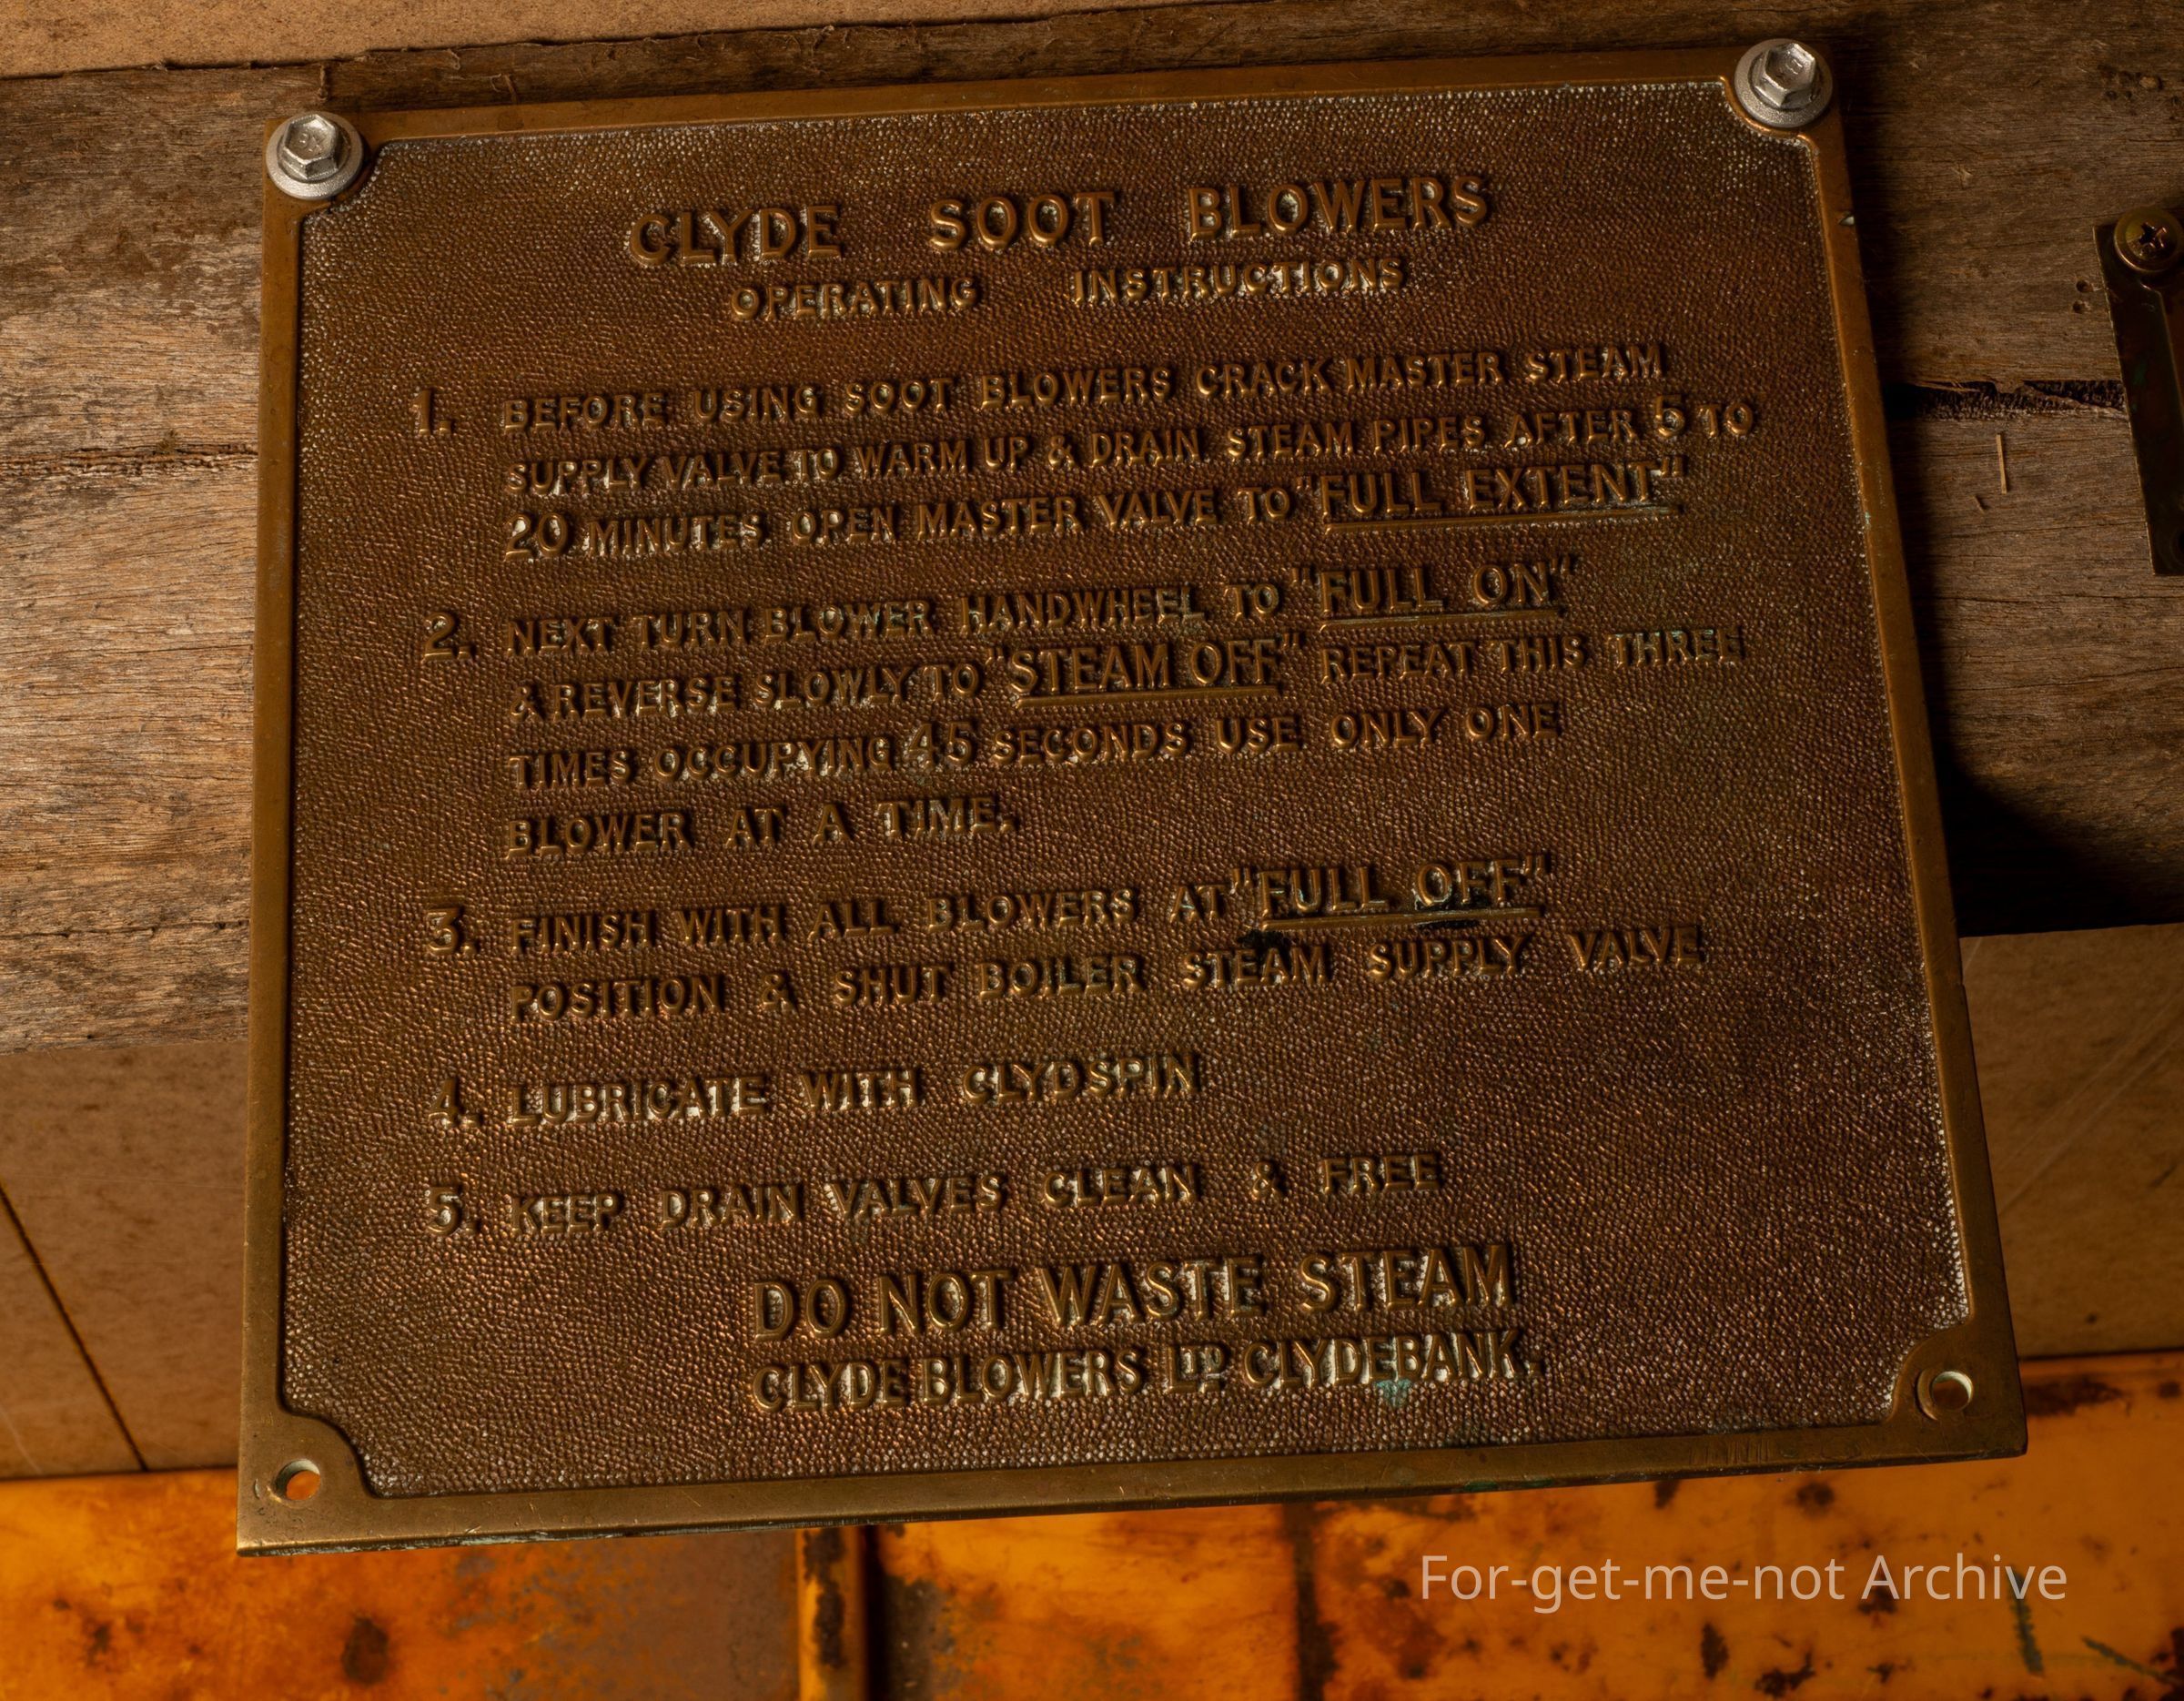 CLYDE SOOT BLOWERS
OPERATING INSTRUCTIONS
1. BEFORE USING SOOT BLOWERS CRACK MASTER STEAM
SUPPLY VALVE TO WARM UP & DRAIN STEAM PIPES AFTER 5 TO
20 MINUTES OPEN MASTER VALVE TO "FULL EXTENT"
2. NEXT TURN BLOWER HANDWHEEL TO "FULL ON"
& REVERSE SLOWLY TO "STEAM OFF" REPEAT THIS THREE
TIMES OCCUPYING 45 SECONDS USE ONLY ONE
BLOWER AT A TIME.
3. FINISH WITH ALL BLOWERS AT "FULL OFF"
POSITION & SHUT BOILER STEAM SUPPLY VALVE
4. LUBRICATE WITH CLYDSPIN
5. KEEP DRAIN VALVES CLEAN & FREE
DO NOT WASTE STEAM
CLYDE BLOWERS LTD CLYDEBANK.
For-get-me-not Archive